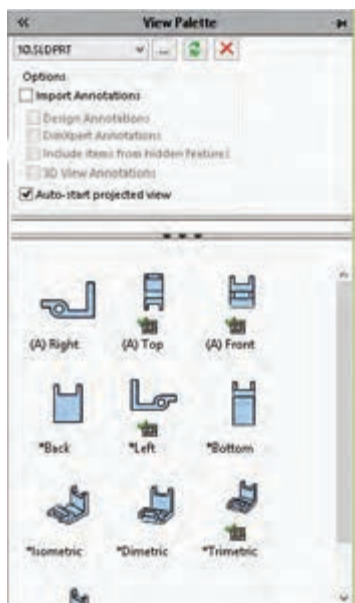 View Palette
10.SLDPRT
...
Options
Import Annotations
Design Annotations
DimXpert Annotations
Include items from hidden features
3D View Annotations
Auto-start projected view
(A) Right (A) Top (A) Front
*Back *Left *Bottom
*Isometric *Dimetric *Trimetric